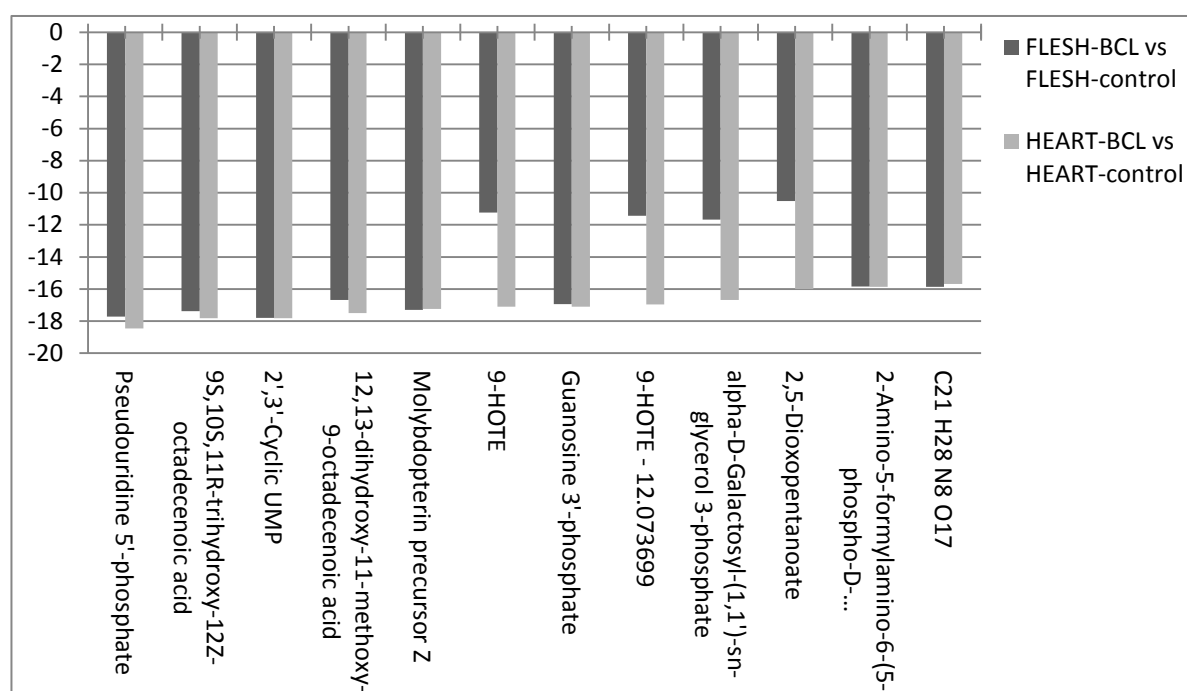 0
-2
-4
-6
-8
-10
-12
-14
-16
-18
-20
FLESH-BCL vs
FLESH-control
HEART-BCL vs
HEART-control
Pseudouridine 5'-phosphate
9S,10S,11R-trihydroxy-12Z-
octadecenoic acid
2',3'-Cyclic UMP
12,13-dihydroxy-11-methoxy-
9-octadecenoic acid
Molybdopterin precursor Z
9-HOTE
Guanosine 3'-phosphate
9-HOTE - 12.073699
alpha-D-Galactosyl-(1,1')-sn-
glycerol 3-phosphate
2,5-Dioxopentanoate
2-Amino-5-formylamino-6-(5-
phospho-D-...
C21 H28 N8 O17